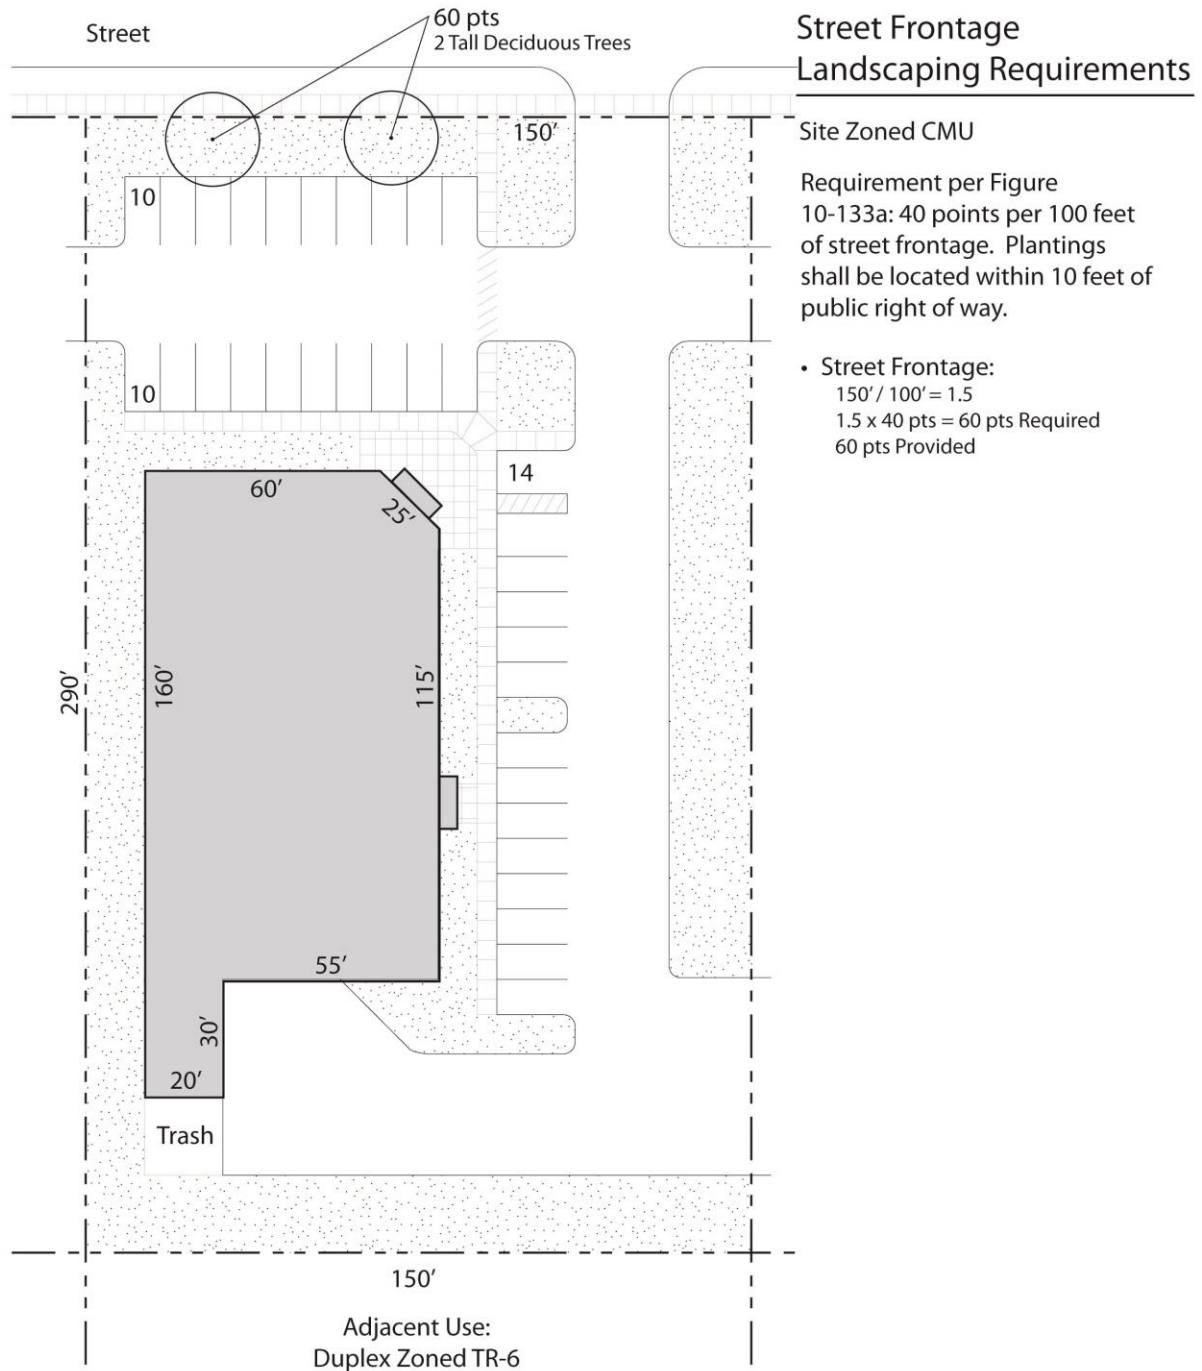 Street
60 pts
2 Tall Deciduous Trees
Street Frontage
Landscaping Requirements
150’
Site Zoned CMU
Requirement per Figure
10-133a: 40 points per 100 feet
of street frontage. Plantings
shall be located within 10 feet of
public right of way.
10
10
• Street Frontage:
150’ / 100’ = 1.5
1.5 x 40 pts = 60 pts Required
60 pts Provided
14
60’
25’
290’
160’
115’
55’
30’
20’
Trash
150’
Adjacent Use:
Duplex Zoned TR-6